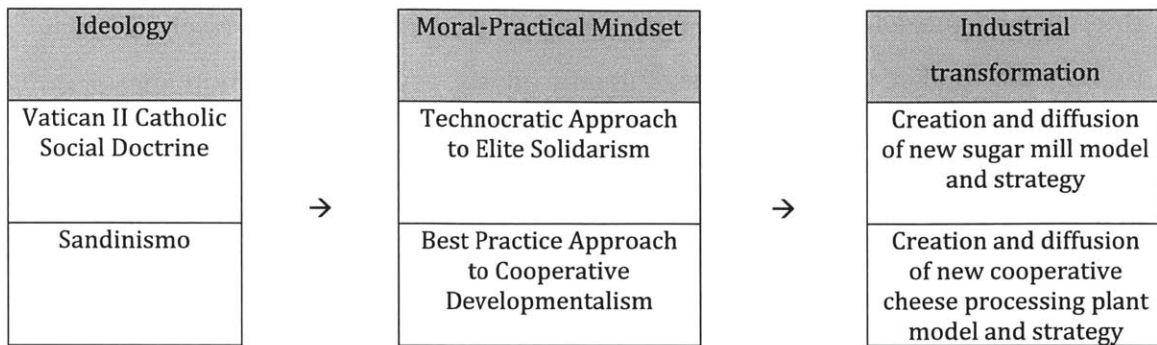 Ideology
Vatican II Catholic
Social Doctrine
Sandinismo
→
Moral-Practical Mindset
Technocratic Approach
to Elite Solidarism
Best Practice Approach
to Cooperative
Developmentalism
→
Industrial
transformation
Creation and diffusion
of new sugar mill model
and strategy
Creation and diffusion
of new cooperative
cheese processing plant
model and strategy